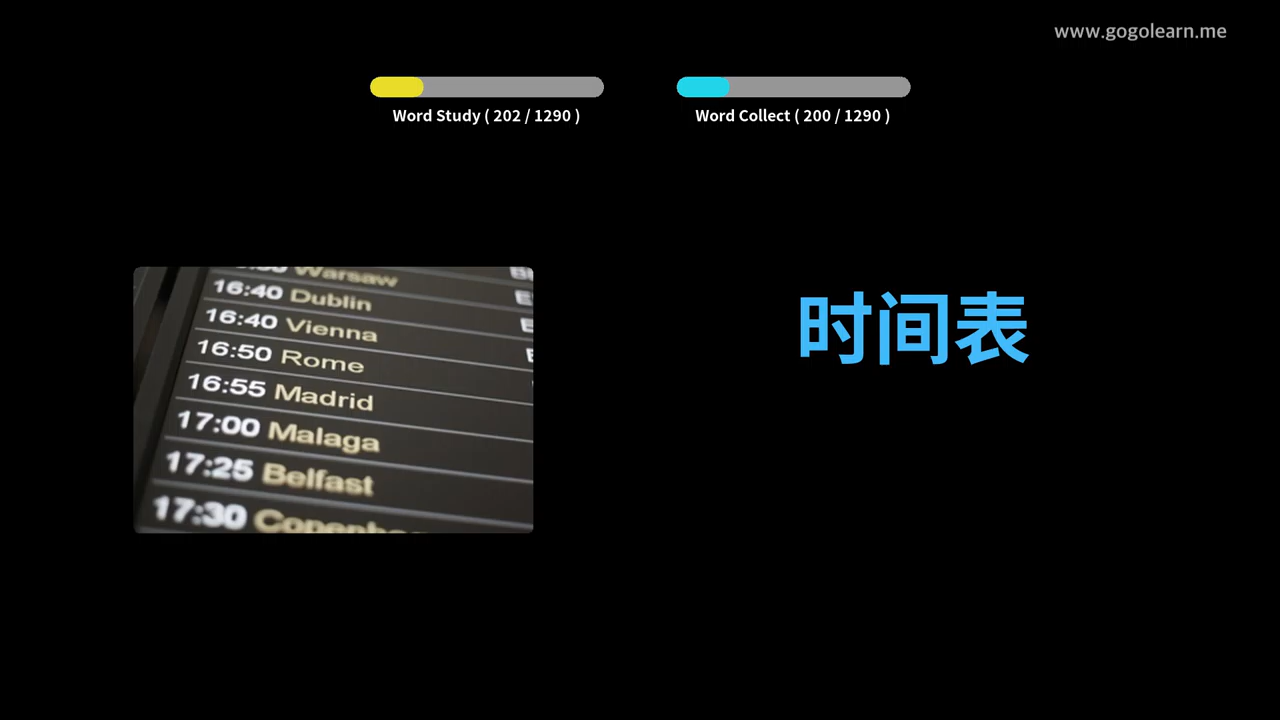 www.gogolearn.me
Word Study ( 202 / 1290 )
Word Collect ( 200 / 1290 )
Warsaw
16:40 Dublin
16:40 Vienna
16:50 Rome
16:55 Madrid
17:00 Malaga
17:25 Belfast
17:30
时间表